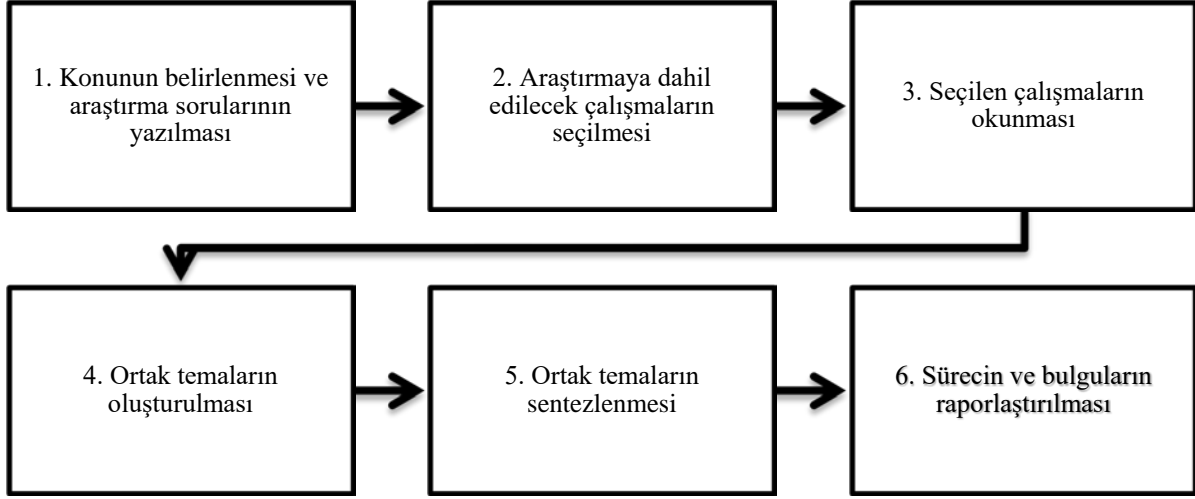 1. Konunun belirlenmesi ve
araştırma sorularının
yazılması
2. Araştırmaya dahil
edilecek çalışmaların
seçilmesi
3. Seçilen çalışmaların
okunması
4. Ortak temaların
oluşturulması
5. Ortak temaların
sentezlenmesi
6. Sürecin ve bulguların
raporlaştırılması